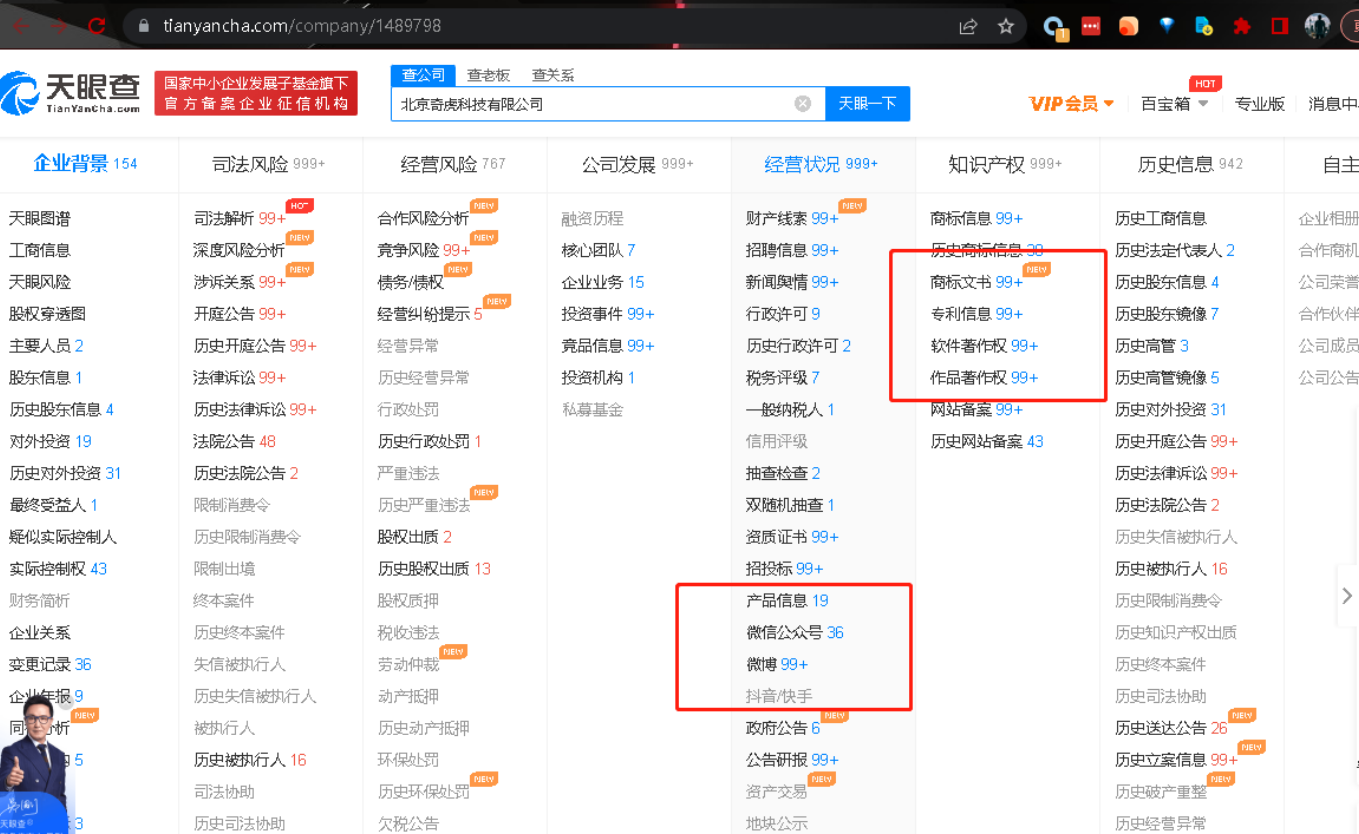 tianyancha.com/company/1489798
1
天眼查
TianYanCha.com
国家中小企业发展子基金旗下
官方备案企业征信机构
查公司 查老板 查关系
北京奇虎科技有限公司
天眼一下
VIP会员
百宝箱
HOT
专业版
消息中
企业背景 154
司法风险 999+
经营风险 767
公司发展 999+
经营状况 999+
知识产权 999+
历史信息 942
自主
天眼图谱
工商信息
天眼风险
股权穿透图
主要人员 2
股东信息 1
历史股东信息 4
对外投资 19
历史对外投资 31
最终受益人 1
疑似实际控制人
实际控制权 43
财务简析
企业关系
变更记录 36
企业年报 9
NEW
5
天眼查
3
司法解析 99+ HOT
深度风险分析 NEW
涉诉关系 99+ NEW
开庭公告 99+
历史开庭公告 99+
法律诉讼 99+
历史法律诉讼 99+
法院公告 48
历史法院公告 2
限制消费令
历史限制消费令
限制出境
终本案件
历史终本案件
失信被执行人
历史失信被执行人
被执行人
历史被执行人 16
司法协助
历史司法协助
合作风险分析 NEW
竞争风险 99+ NEW
债务/债权 NEW
经营纠纷提示 5 NEW
经营异常
历史经营异常
行政处罚
历史行政处罚 1
严重违法
历史严重违法 NEW
股权出质 2
历史股权出质 13
股权质押
税收违法
劳动仲裁 NEW
动产抵押
历史动产抵押
环保处罚
历史环保处罚 NEW
欠税公告
融资历程
核心团队 7
企业业务 15
投资事件 99+
竞品信息 99+
投资机构 1
私募基金
财产线索 99+ NEW
招聘信息 99+
新闻舆情 99+
行政许可 9
历史行政许可 2
税务评级 7
一般纳税人 1
信用评级
抽查检查 2
双随机抽查 1
资质证书 99+
招投标 99+
产品信息 19
微信公众号 36
微博 99+
抖音/快手
政府公告 6 NEW
公告研报 99+
资产交易 NEW
地块公示
商标信息 99+
历史商标信息 38
商标文书 99+ NEW
专利信息 99+
软件著作权 99+
作品著作权 99+
网站备案 99+
历史网站备案 43
历史工商信息
历史法定代表人 2
历史股东信息 4
历史股东镜像 7
历史高管 3
历史高管镜像 5
历史对外投资 31
历史开庭公告 99+
历史法律诉讼 99+
历史法院公告 2
历史失信被执行人
历史被执行人 16
历史限制消费令
历史知识产权出质
历史终本案件
历史司法协助
历史送达公告 26 NEW
历史立案信息 99+ NEW
历史破产重整 NEW
历史经营异常
企业相册
合作商机
公司荣誉
合作伙伴
公司成员
公司公告